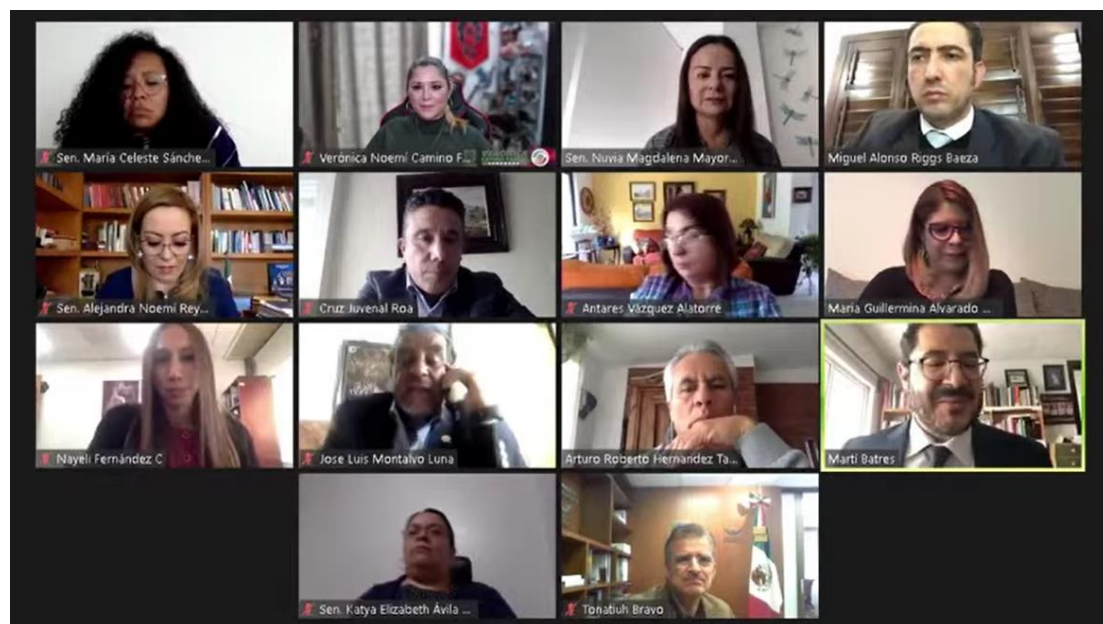 Sen. María Celeste Sánche...
Verónica Noemí Camino F...
Sen. Nuvia Magdalena Mayor...
Miguel Alonso Riggs Baeza
Sen. Alejandra Noemí Rey...
Cruz Juvenal Roa
Antares Vázquez Alatorre
María Guillermina Alvarado ...
Nayeli Fernández C
Jose Luis Montalvo Luna
Arturo Roberto Hernandez Ta...
Martí Batres
Sen. Katya Elizabeth Ávila ...
Tonatiuh Bravo